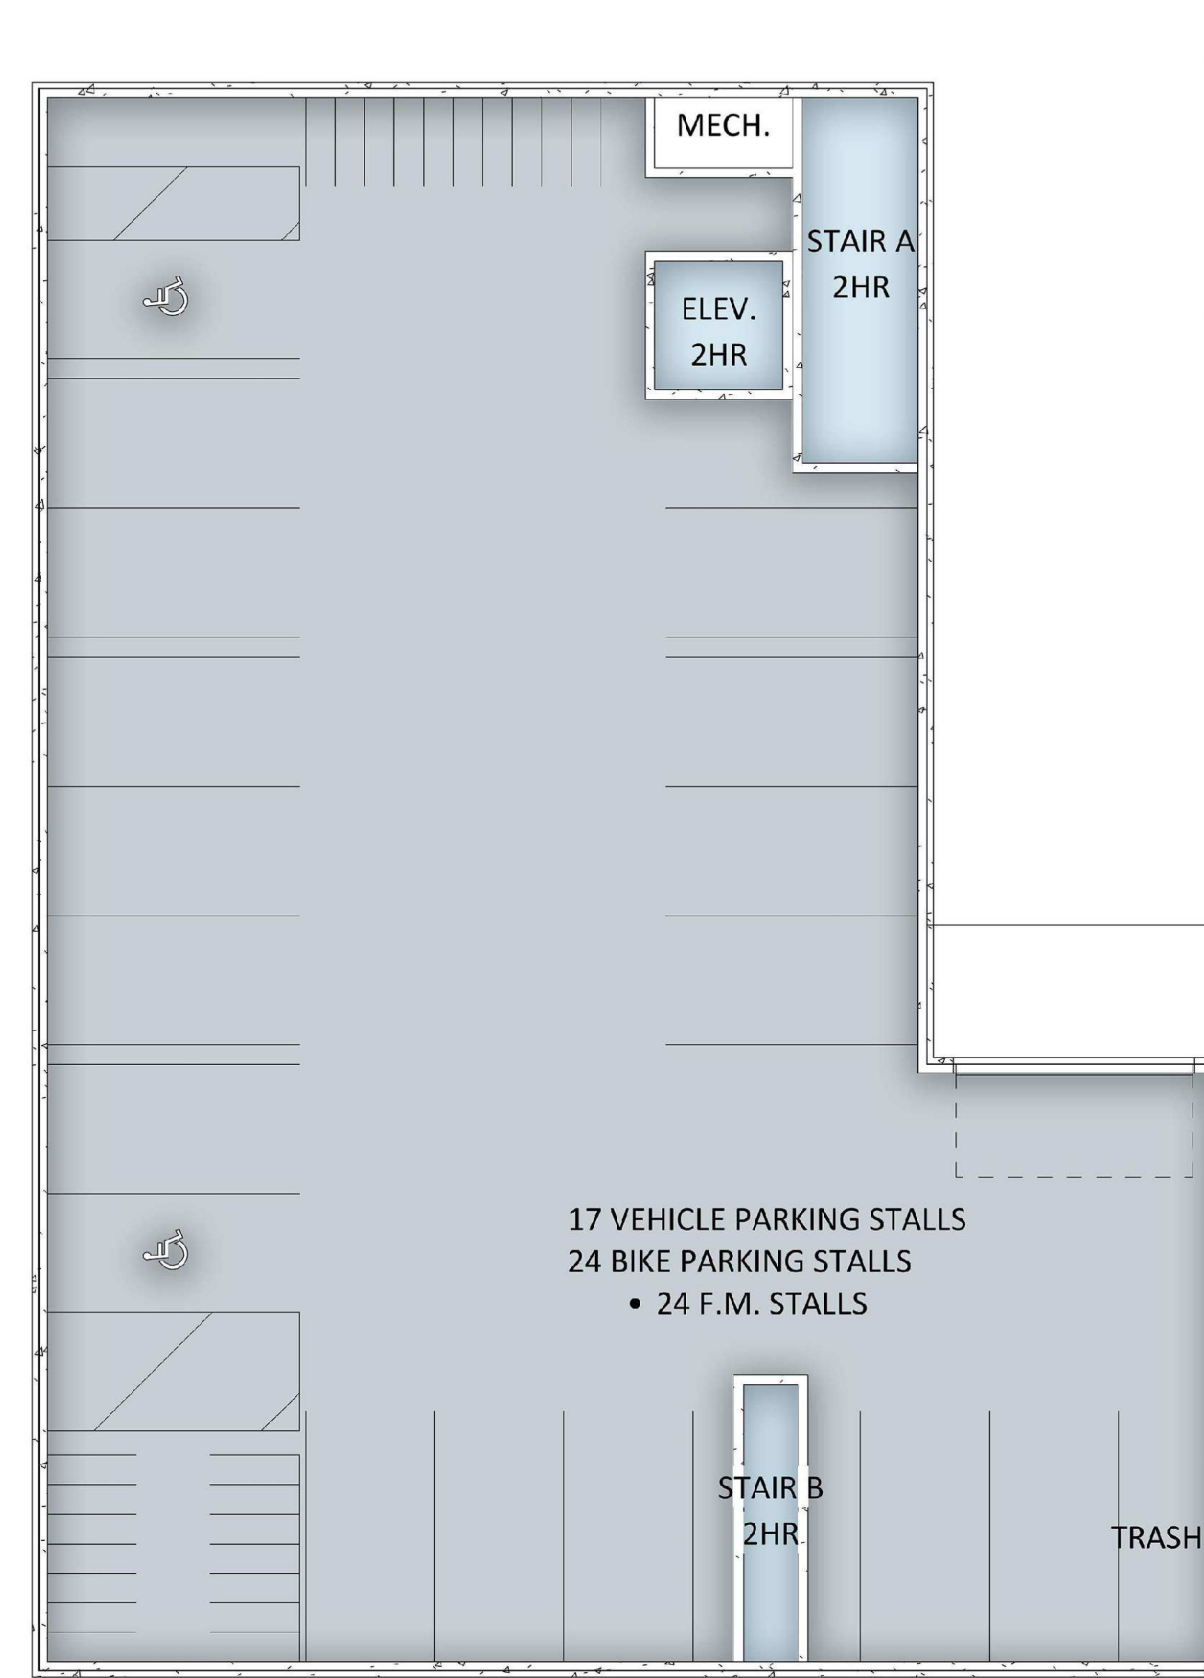 MECH.
STAIR A
2HR
ELEV.
2HR
17 VEHICLE PARKING STALLS
24 BIKE PARKING STALLS
• 24 F.M. STALLS
STAIR B
2HR
TRASH